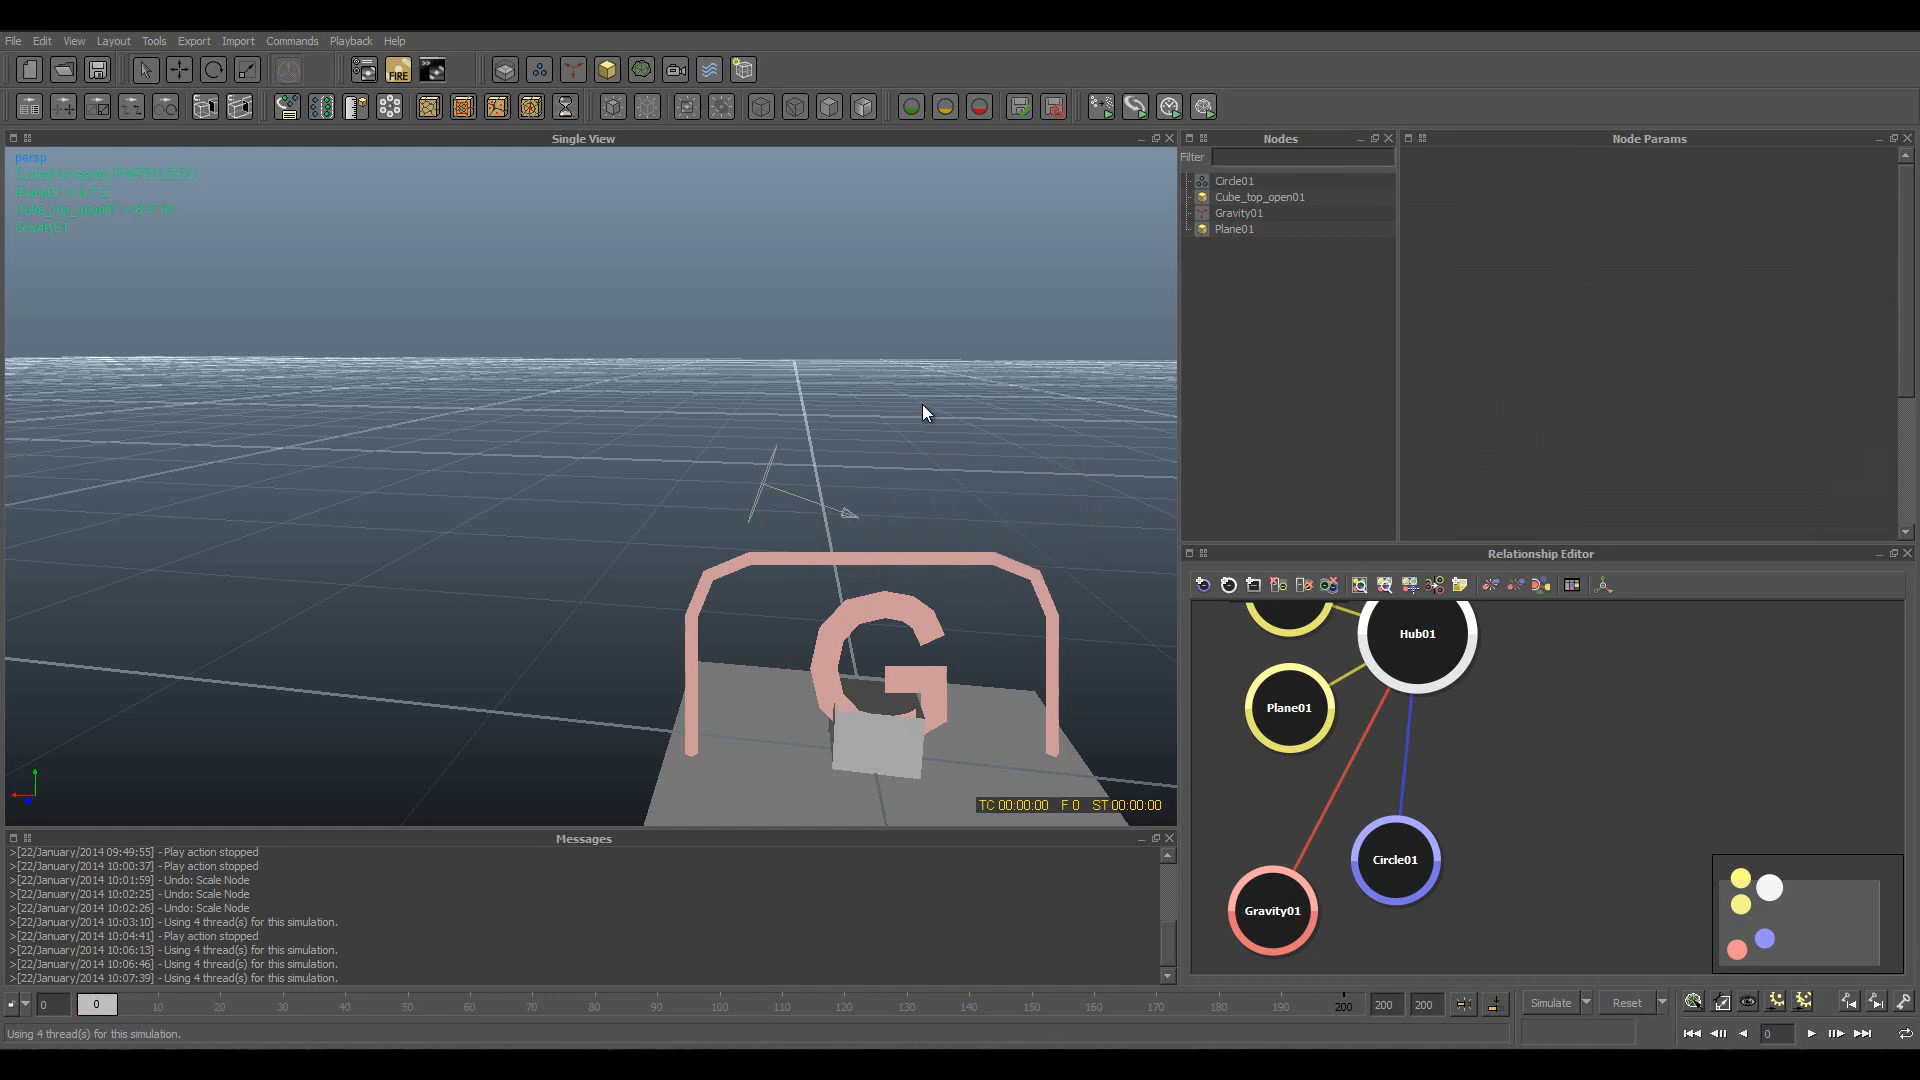 File Edit View Layout Tools Export Import Commands Playback Help
FIRE
Single View
Nodes
Node Params
persp
Gravity01
Filter
Circle01
Cube_top_open01
Gravity01
Plane01
G
TC 00:00:00 F 0 ST 00:00:00
Relationship Editor
Hub01
Plane01
Circle01
Gravity01
Messages
>[22/January/2014 09:49:55] - Play action stopped
>[22/January/2014 10:00:37] - Play action stopped
>[22/January/2014 10:01:59] - Undo: Scale Node
>[22/January/2014 10:02:25] - Undo: Scale Node
>[22/January/2014 10:02:26] - Undo: Scale Node
>[22/January/2014 10:03:10] - Using 4 thread(s) for this simulation.
>[22/January/2014 10:04:41] - Play action stopped
>[22/January/2014 10:06:13] - Using 4 thread(s) for this simulation.
>[22/January/2014 10:06:46] - Using 4 thread(s) for this simulation.
>[22/January/2014 10:07:39] - Using 4 thread(s) for this simulation.
0 0 10 20 30 40 50 60 70 80 90 100 110 120 130 140 150 160 170 180 190 200 200 200
Simulate Reset
Using 4 thread(s) for this simulation.
0